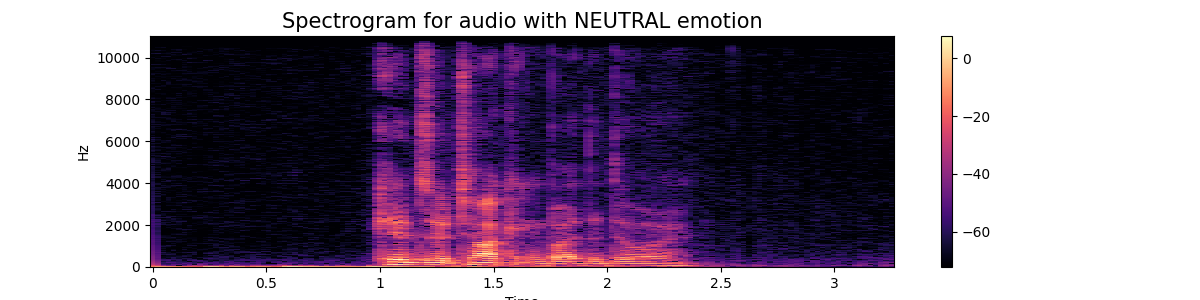 Spectrogram for audio with NEUTRAL emotion
10000
8000
6000
4000
2000
0
Hz
0 0.5 1 1.5 2 2.5 3
Time
0
−20
−40
−60